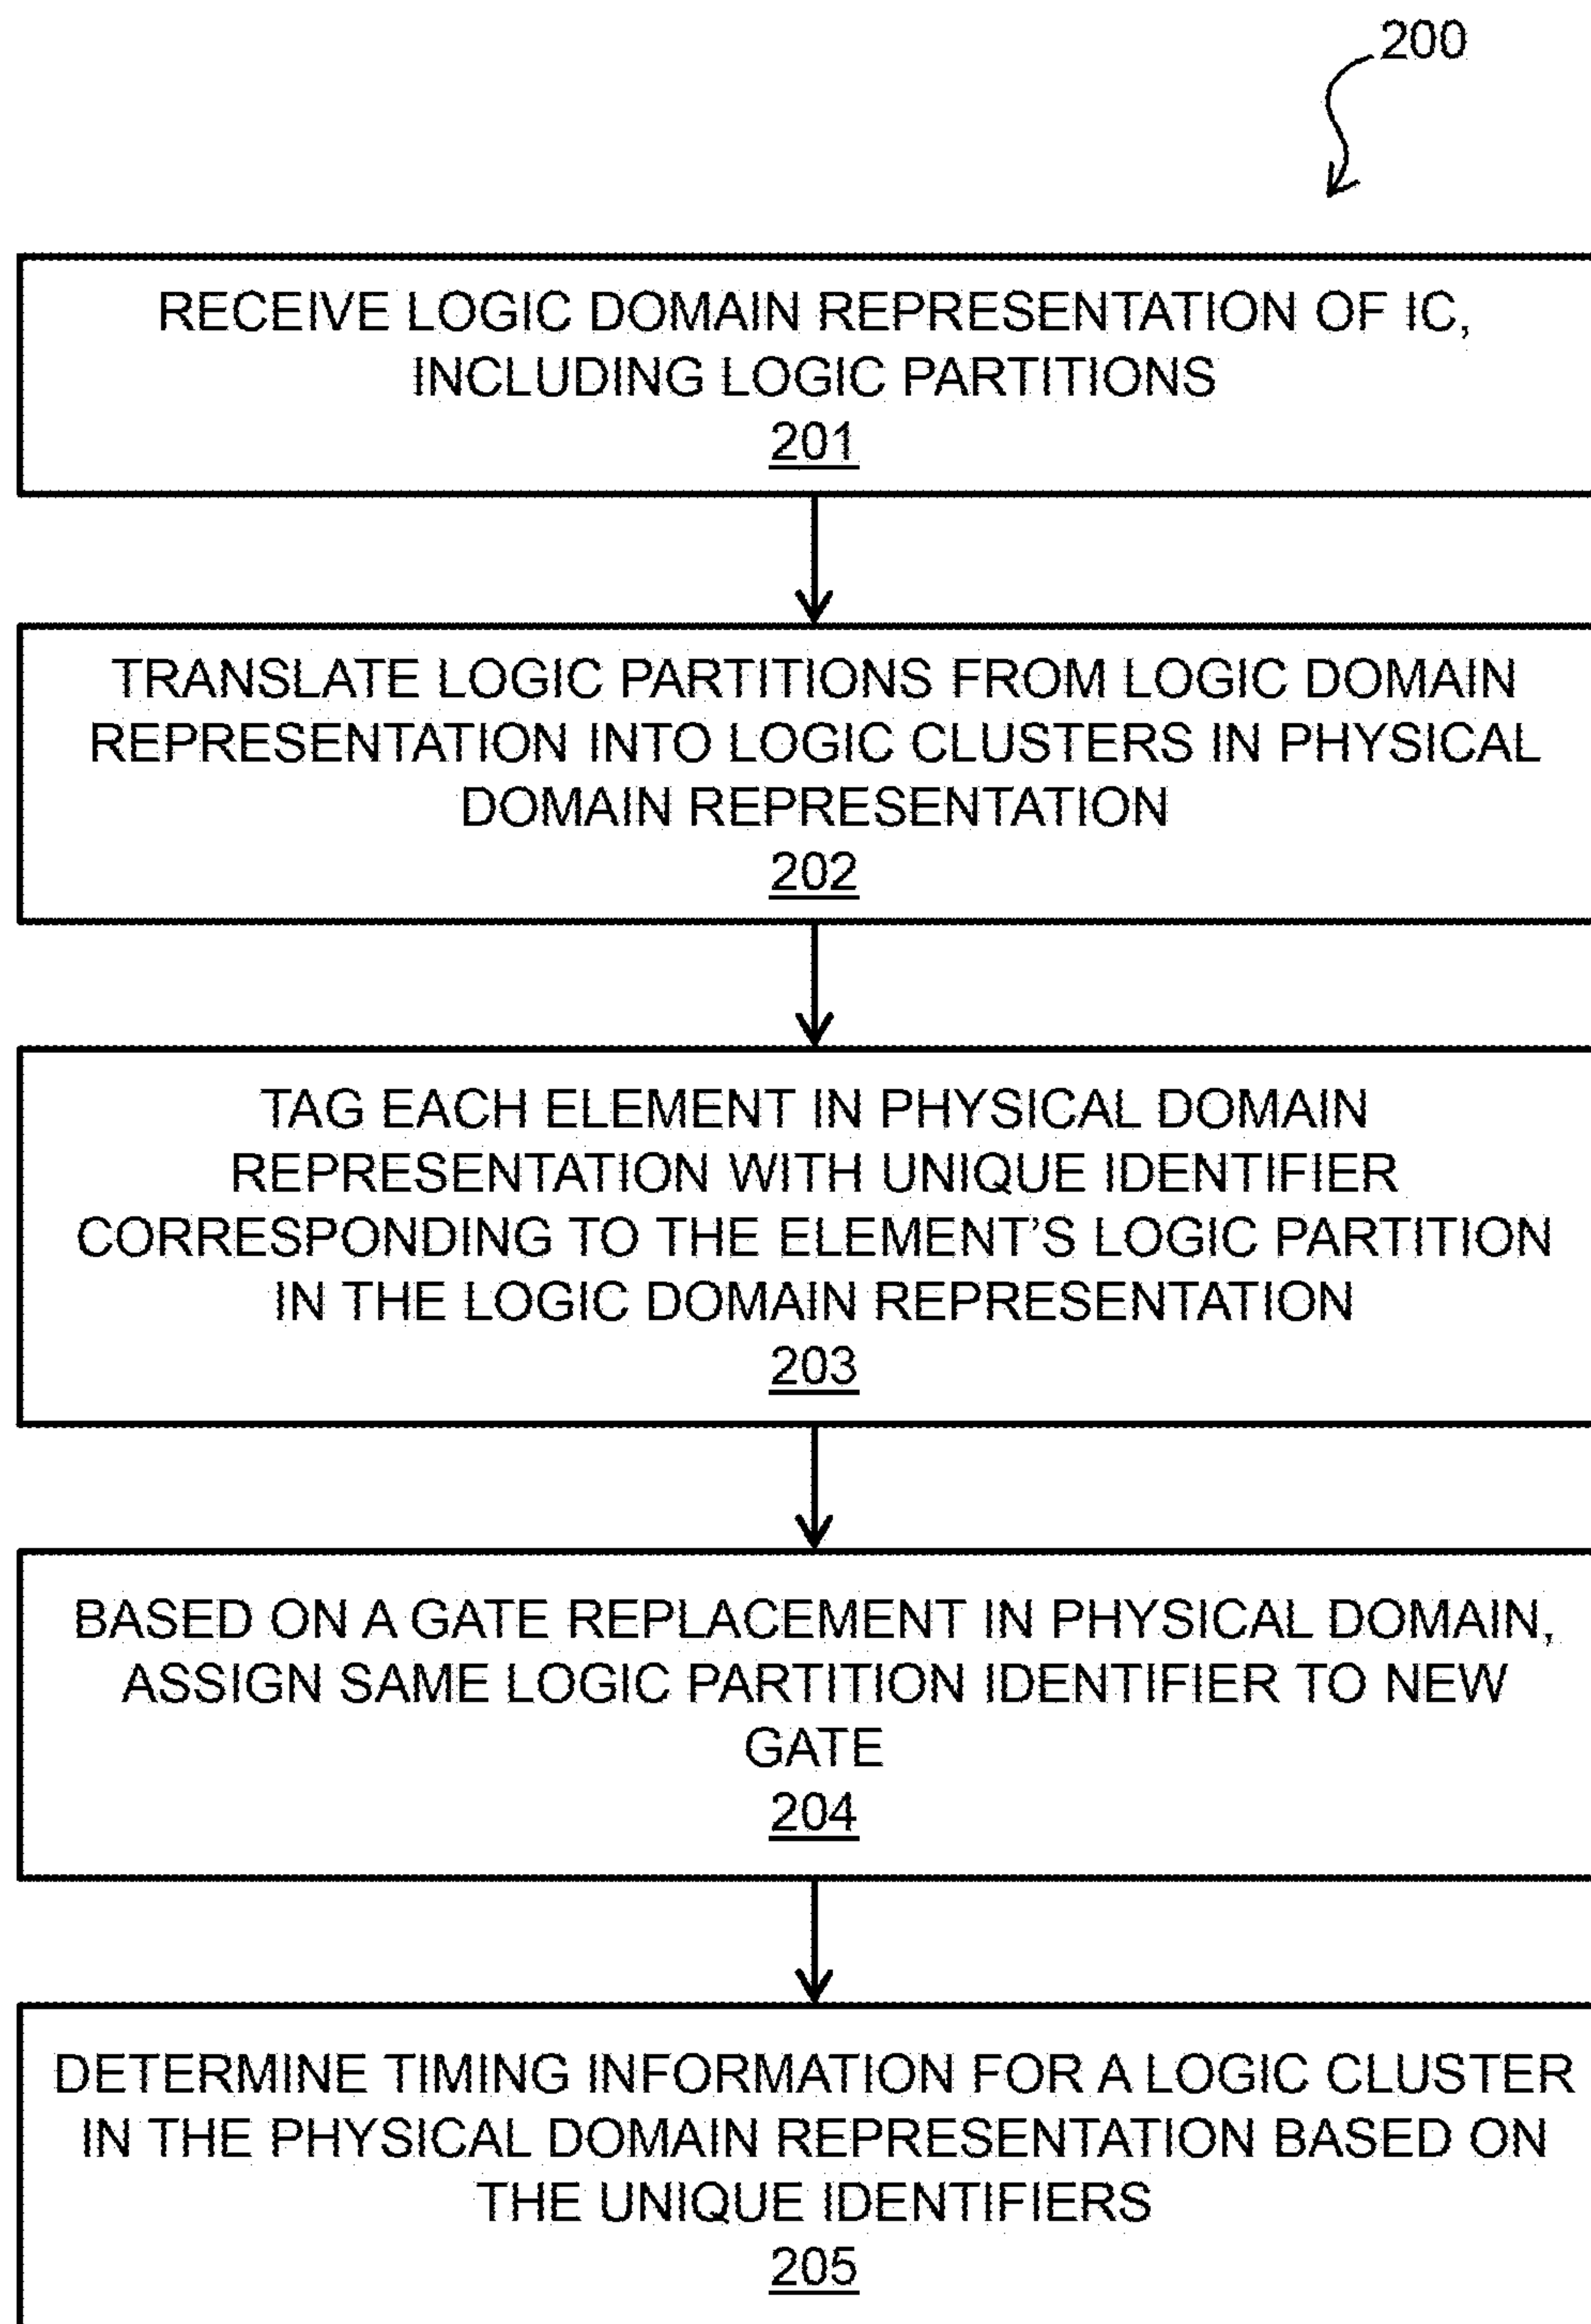 200
RECEIVE LOGIC DOMAIN REPRESENTATION OF IC,
INCLUDING LOGIC PARTITIONS
201
TRANSLATE LOGIC PARTITIONS FROM LOGIC DOMAIN
REPRESENTATION INTO LOGIC CLUSTERS IN PHYSICAL
DOMAIN REPRESENTATION
202
TAG EACH ELEMENT IN PHYSICAL DOMAIN
REPRESENTATION WITH UNIQUE IDENTIFIER
CORRESPONDING TO THE ELEMENT'S LOGIC PARTITION
IN THE LOGIC DOMAIN REPRESENTATION
203
BASED ON A GATE REPLACEMENT IN PHYSICAL DOMAIN,
ASSIGN SAME LOGIC PARTITION IDENTIFIER TO NEW
GATE
204
DETERMINE TIMING INFORMATION FOR A LOGIC CLUSTER
IN THE PHYSICAL DOMAIN REPRESENTATION BASED ON
THE UNIQUE IDENTIFIERS
205